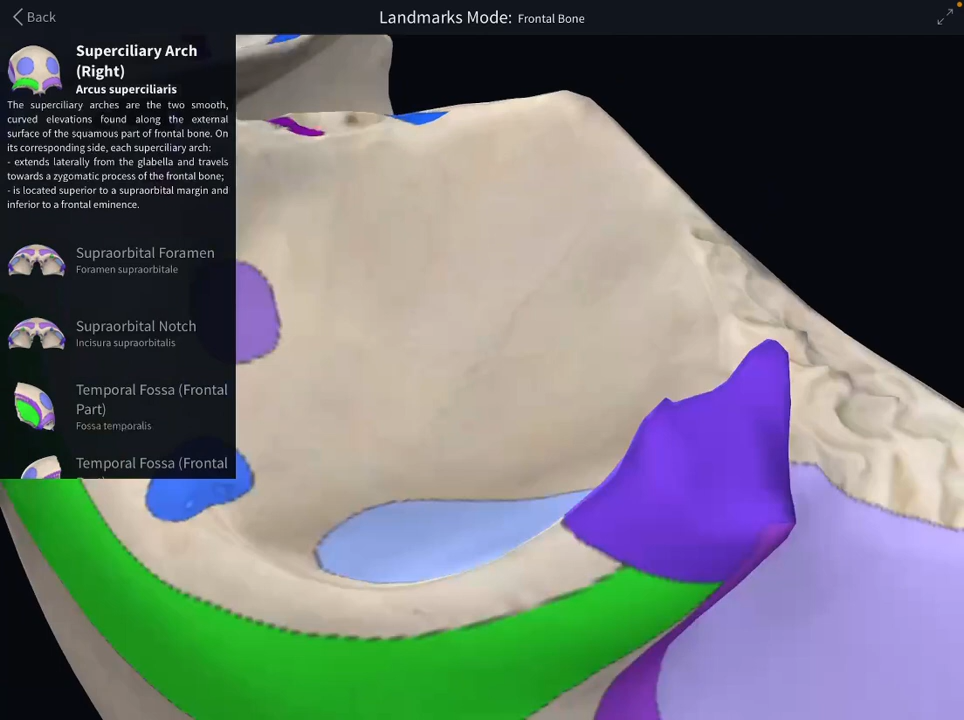 Back
Landmarks Mode: Frontal Bone
Superciliary Arch
(Right)
Arcus superciliaris
The superciliary arches are the two smooth,
curved elevations found along the external
surface of the squamous part of frontal bone. On
its corresponding side, each superciliary arch:
- extends laterally from the glabella and travels
towards a zygomatic process of the frontal bone;
- is located superior to a supraorbital margin and
inferior to a frontal eminence.
Supraorbital Foramen
Foramen supraorbitale
Supraorbital Notch
Incisura supraorbitalis
Temporal Fossa (Frontal
Part)
Fossa temporalis
Temporal Fossa (Frontal